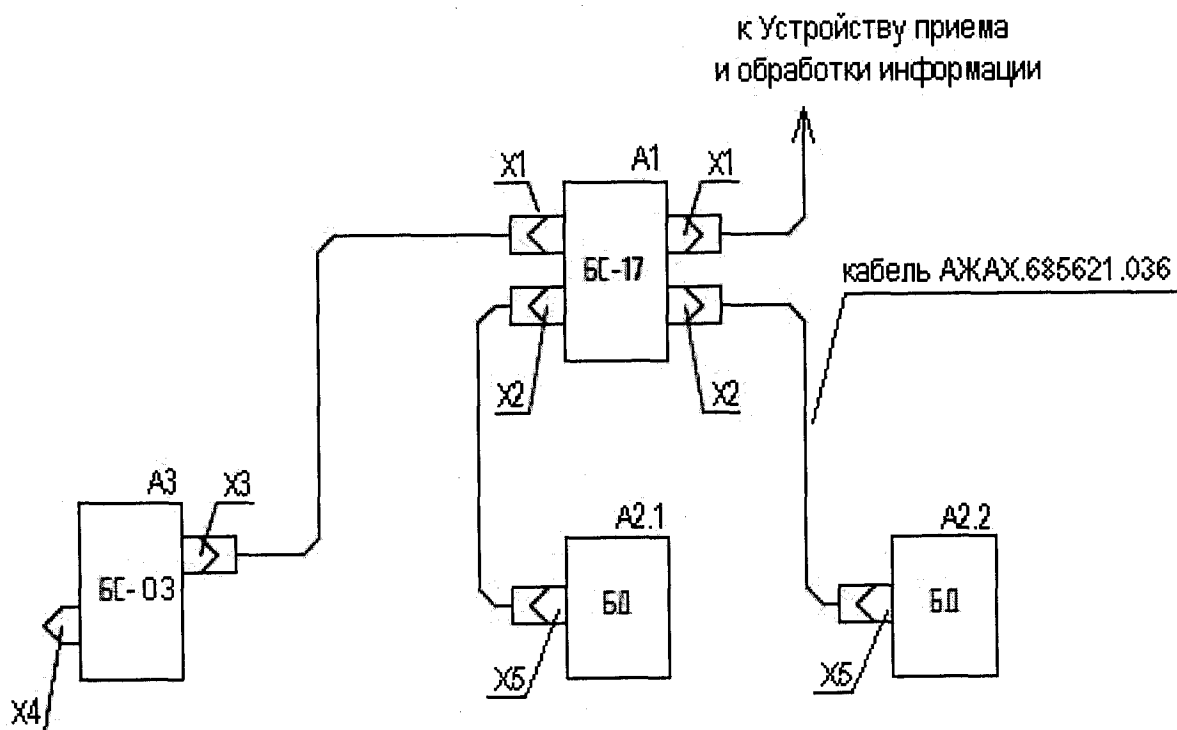 к Устройству приема
и обработки информации
X1
A1
X1
БС-17
кабель АЖАХ.685621.036
X2
X2
A3
X3
A2.1
A2.2
БС-03
БД
БД
X5
X5
X4